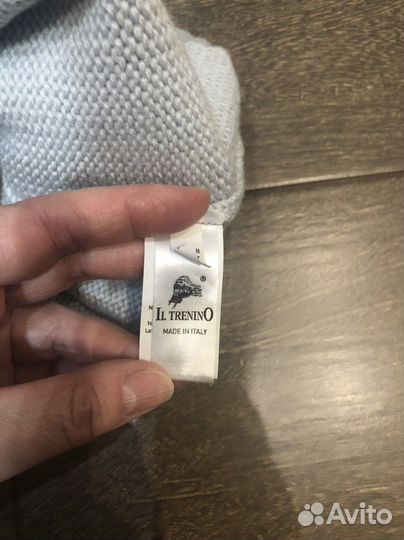 ®
IL TRENINO
MADE IN ITALY
Avito